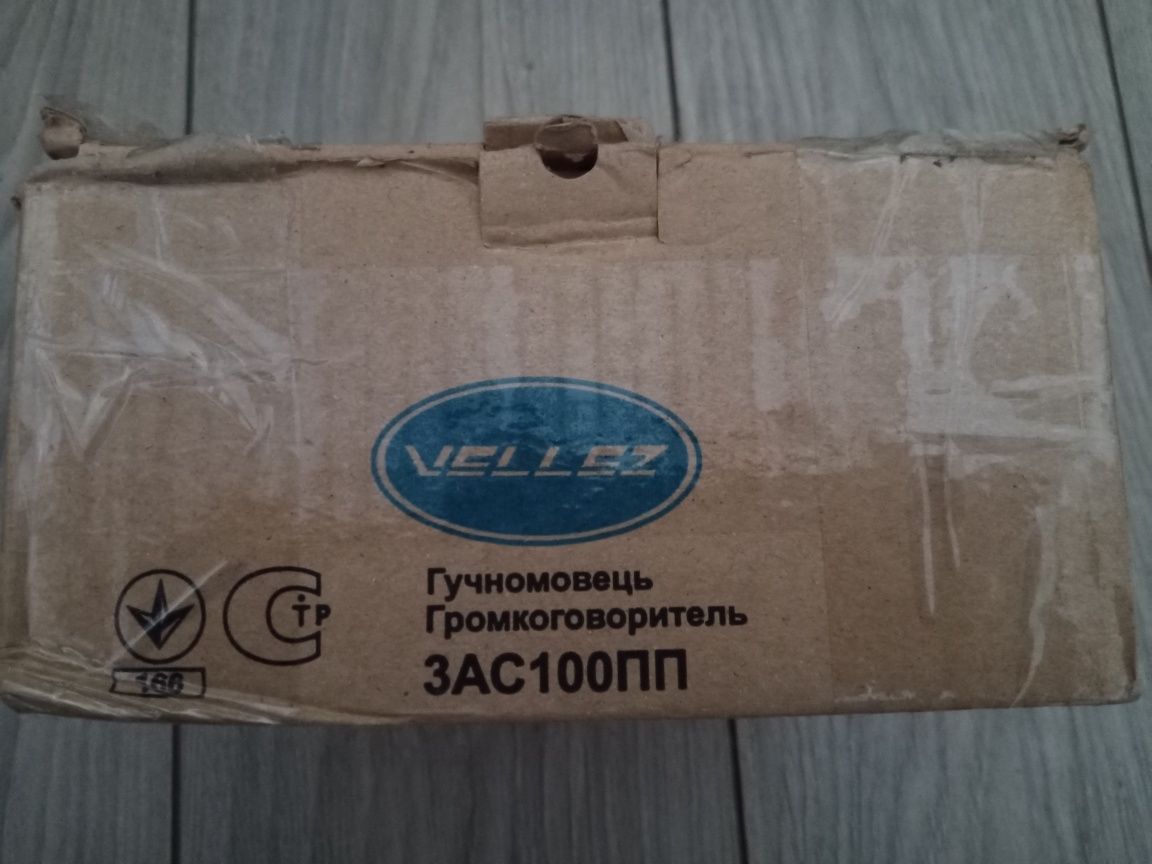 VELLEZ
Гучномовець
Громкоговоритель
3АС100ПП
ТР
166